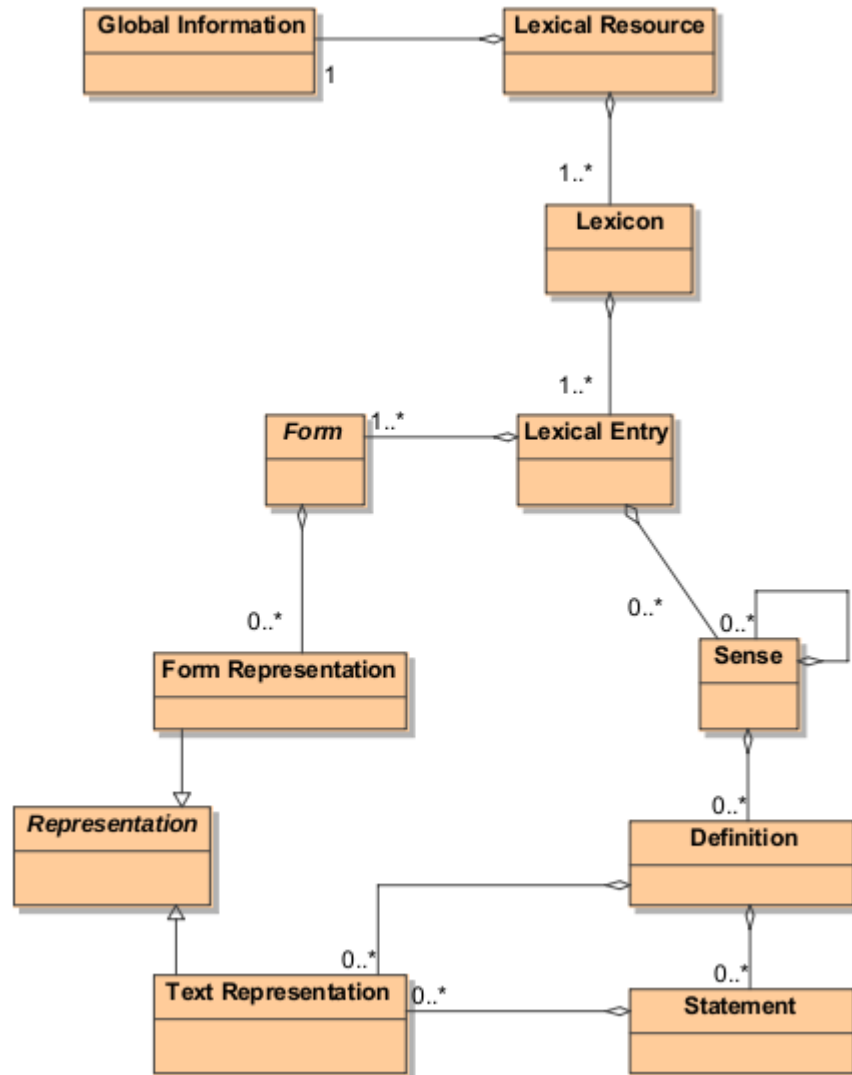 Global Information
Lexical Resource
1
1..*
Lexicon
1..*
Form
1..*
Lexical Entry
0..*
0..*
0..*
Form Representation
Sense
Representation
0..*
Definition
0..*
0..*
Text Representation
0..*
Statement